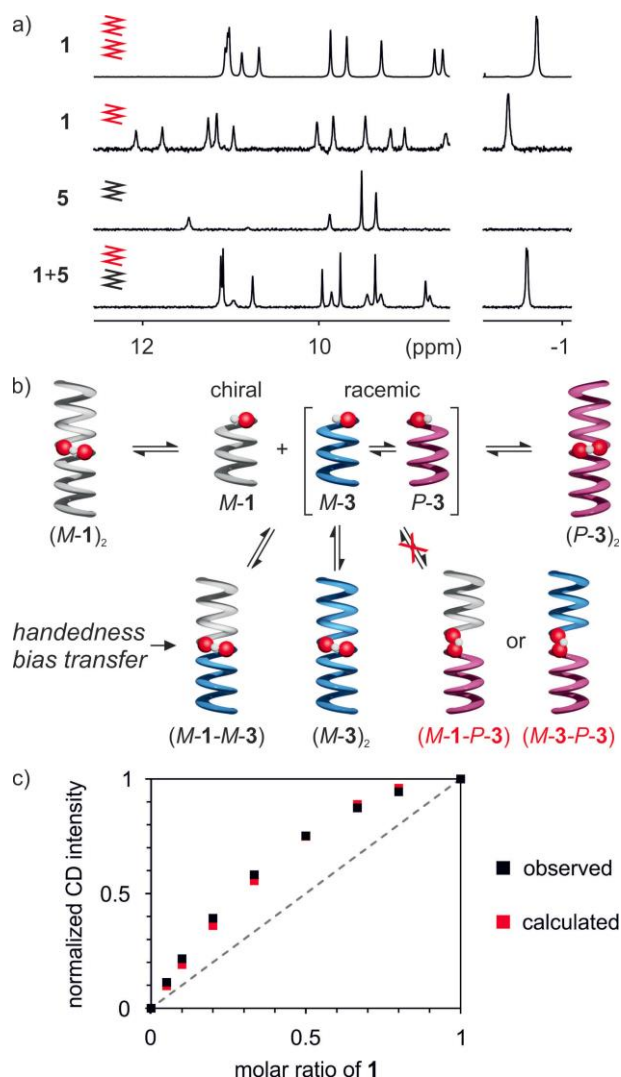 a)
1
1
5
1+5
12 10 (ppm) -1
b)
chiral racemic
M-1 + M-3 P-3
(M-1)₂ (P-3)₂
handedness
bias transfer
or
(M-1-M-3) (M-3)₂ (M-1-P-3) (M-3-P-3)
c)
normalized CD intensity
1
0.5
0
0 0.5 1
molar ratio of 1
observed
calculated